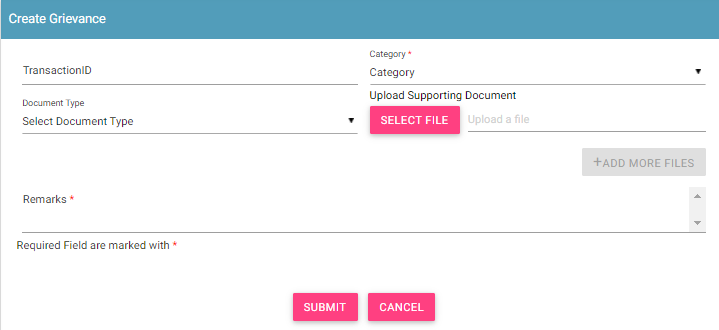 Create Grievance
TransactionID
Category *
Category
Document Type
Select Document Type
Upload Supporting Document
SELECT FILE
Upload a file
+ADD MORE FILES
Remarks *
Required Field are marked with *
SUBMIT
CANCEL